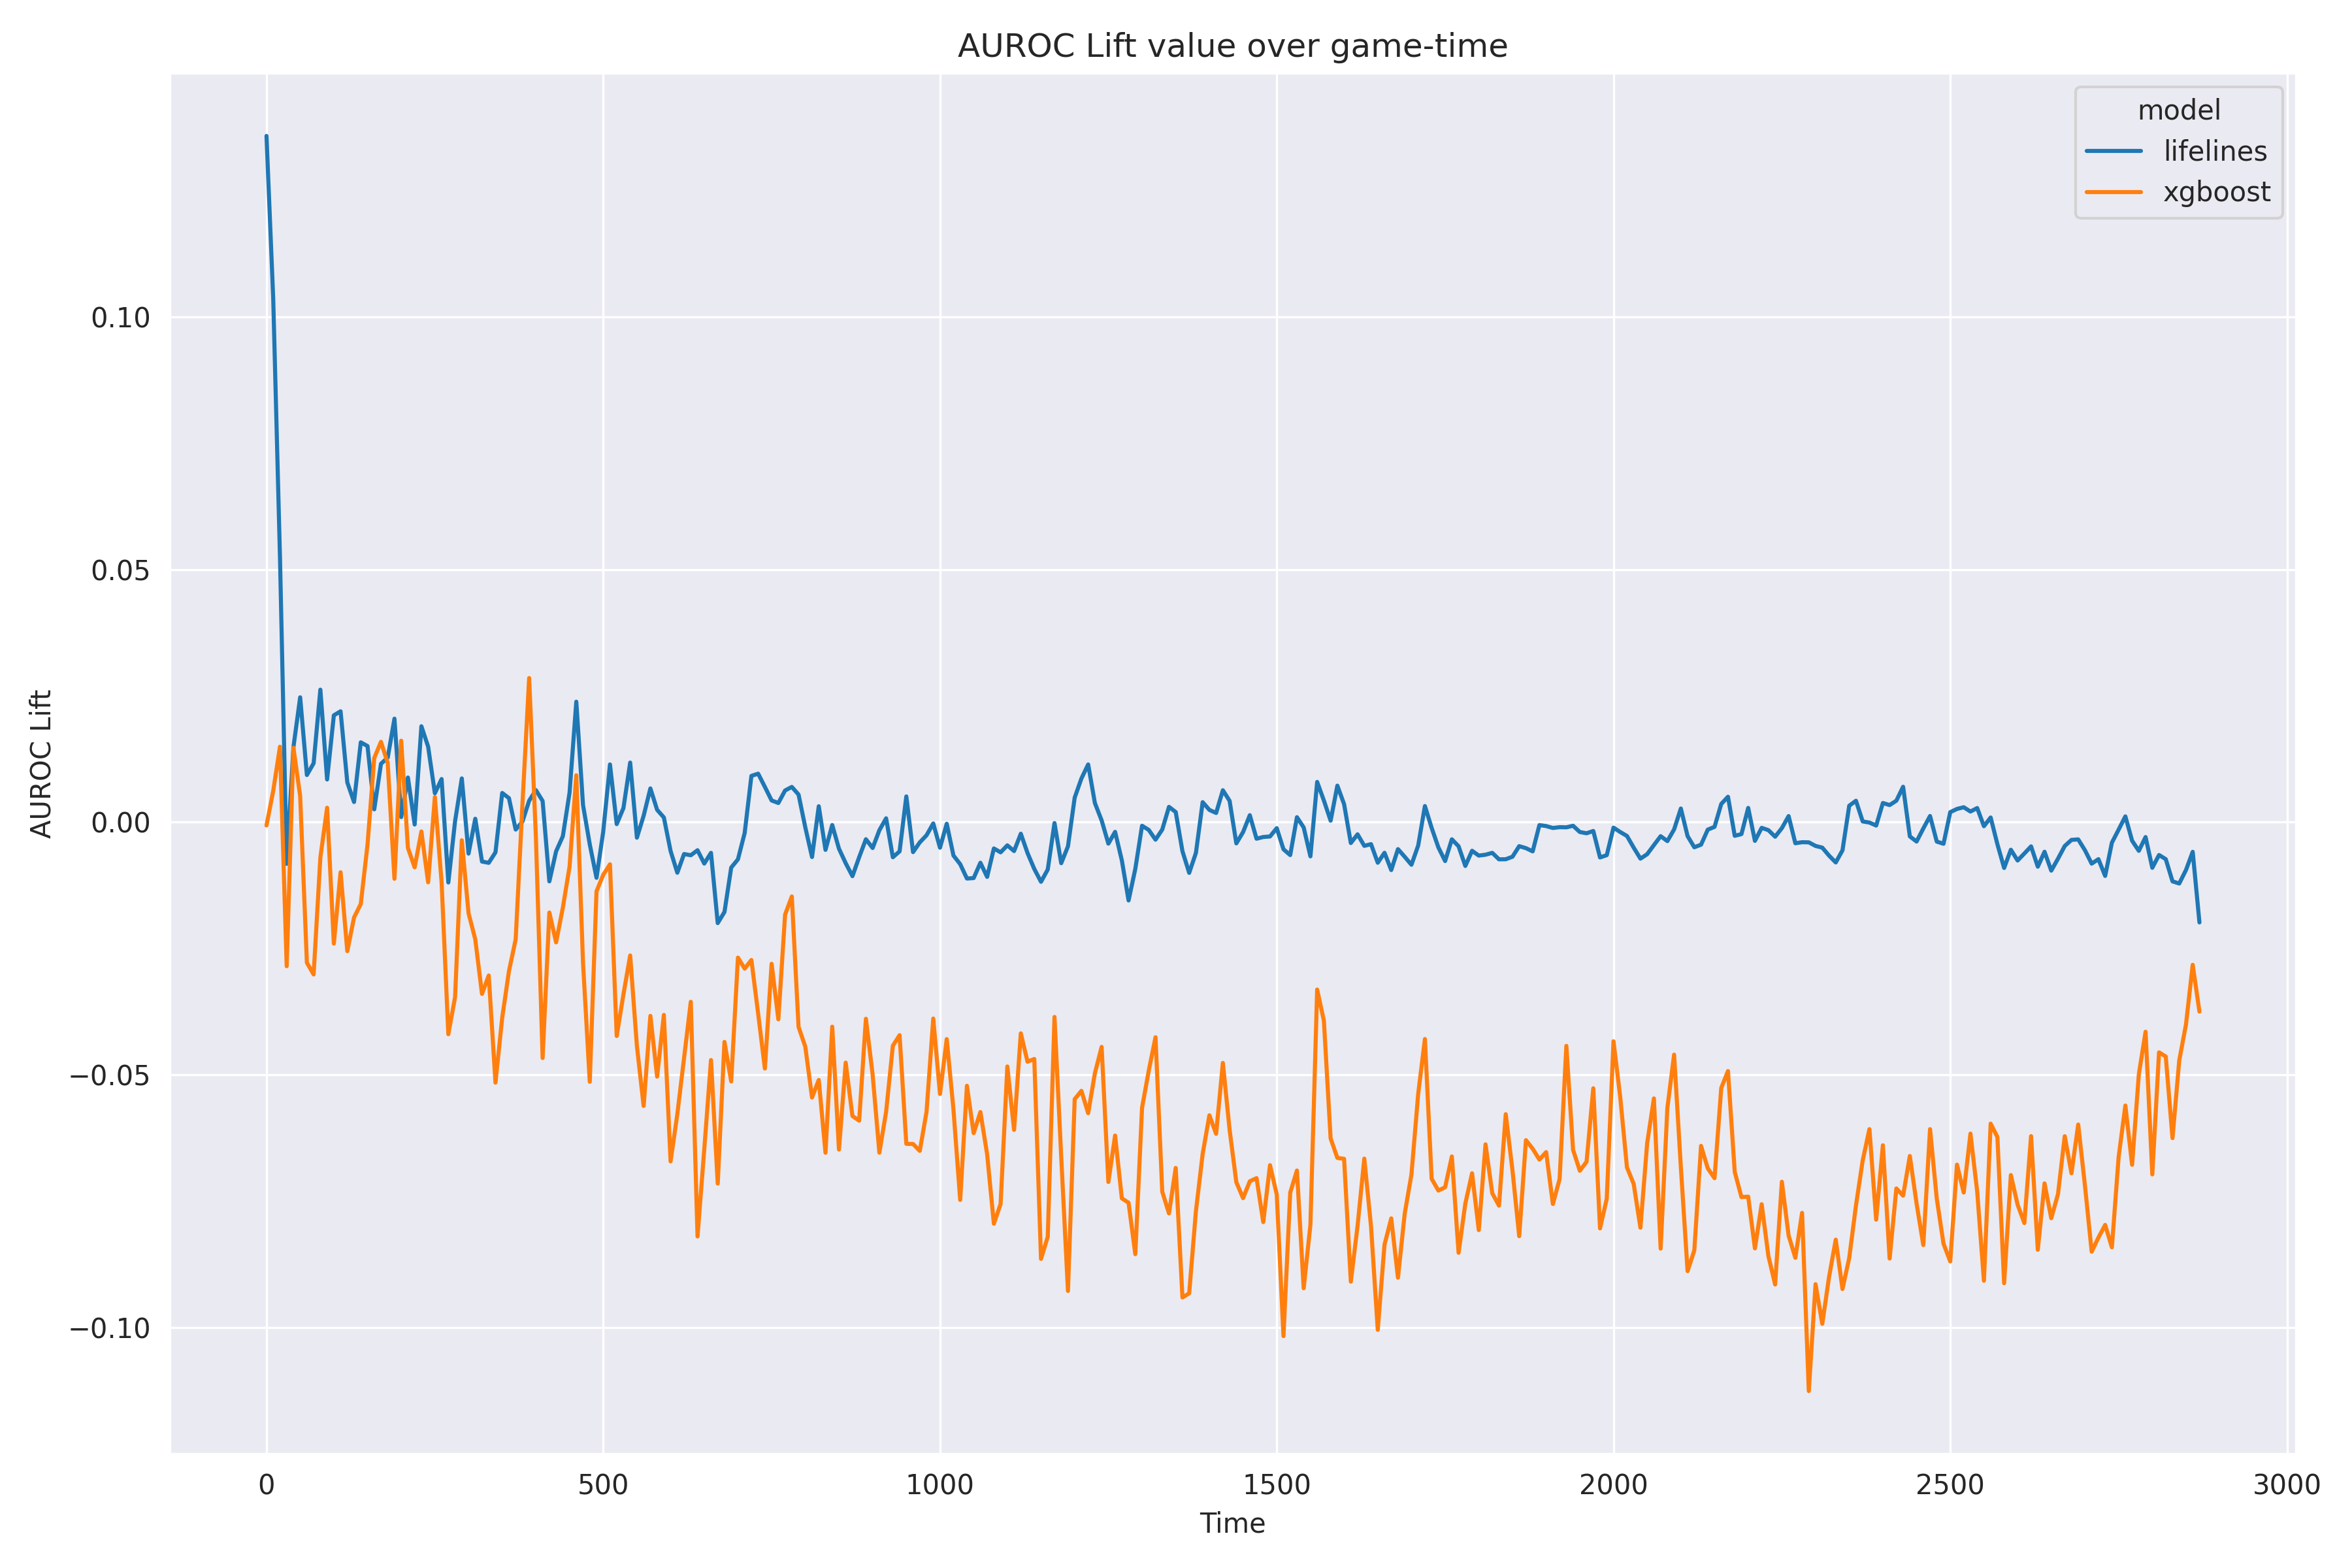 AUROC Lift value over game-time
model
lifelines
xgboost
AUROC Lift
0.10
0.05
0.00
−0.05
−0.10
0 500 1000 1500 2000 2500 3000
Time